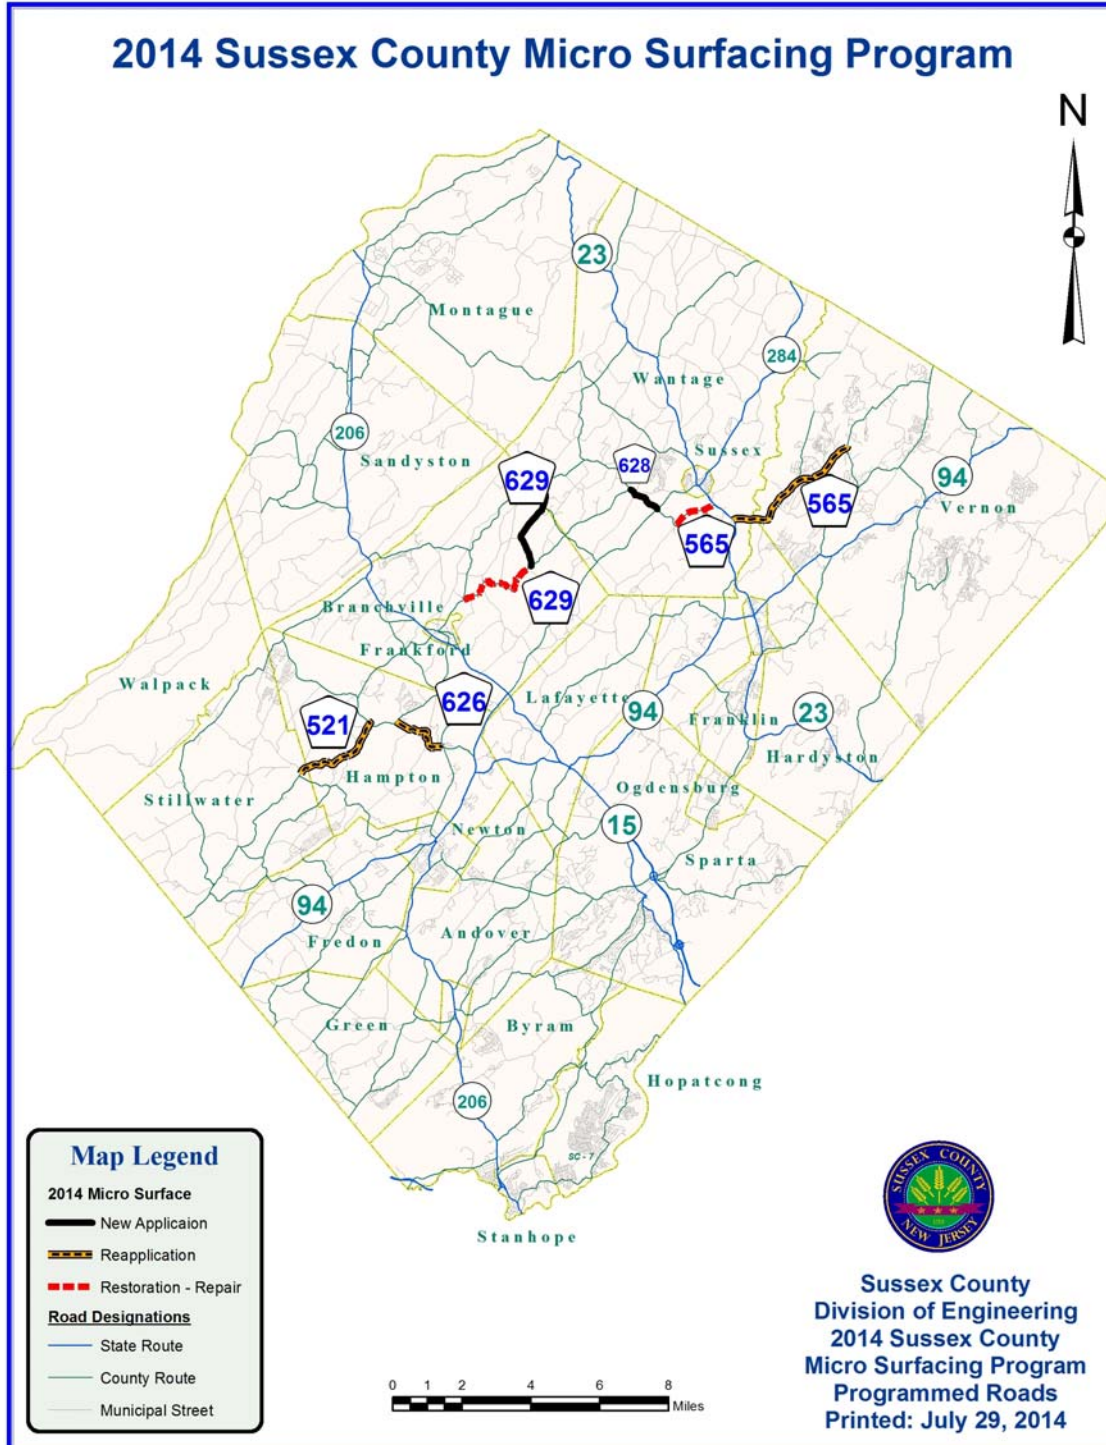 2014 Sussex County Micro Surfacing Program
N
23
Montague
284
Wantage
206
Sandyston
Sussex
629
628
94
565
Vernon
565
629
Branchville
Frankford
Walpack
626
Lafayette
521
94
Franklin
23
Hampton
Hardyston
Stillwater
Ogdensburg
15
Newton
Sparta
94
Fredon
Andover
Green
Byram
Hopatcong
206
SC - 7
Stanhope
Map Legend
2014 Micro Surface
New Applicaion
Reapplication
Restoration - Repair
Road Designations
State Route
County Route
Municipal Street
0 1 2 4 6 8
Miles
SUSSEX COUNTY
NEW JERSEY
Sussex County
Division of Engineering
2014 Sussex County
Micro Surfacing Program
Programmed Roads
Printed: July 29, 2014